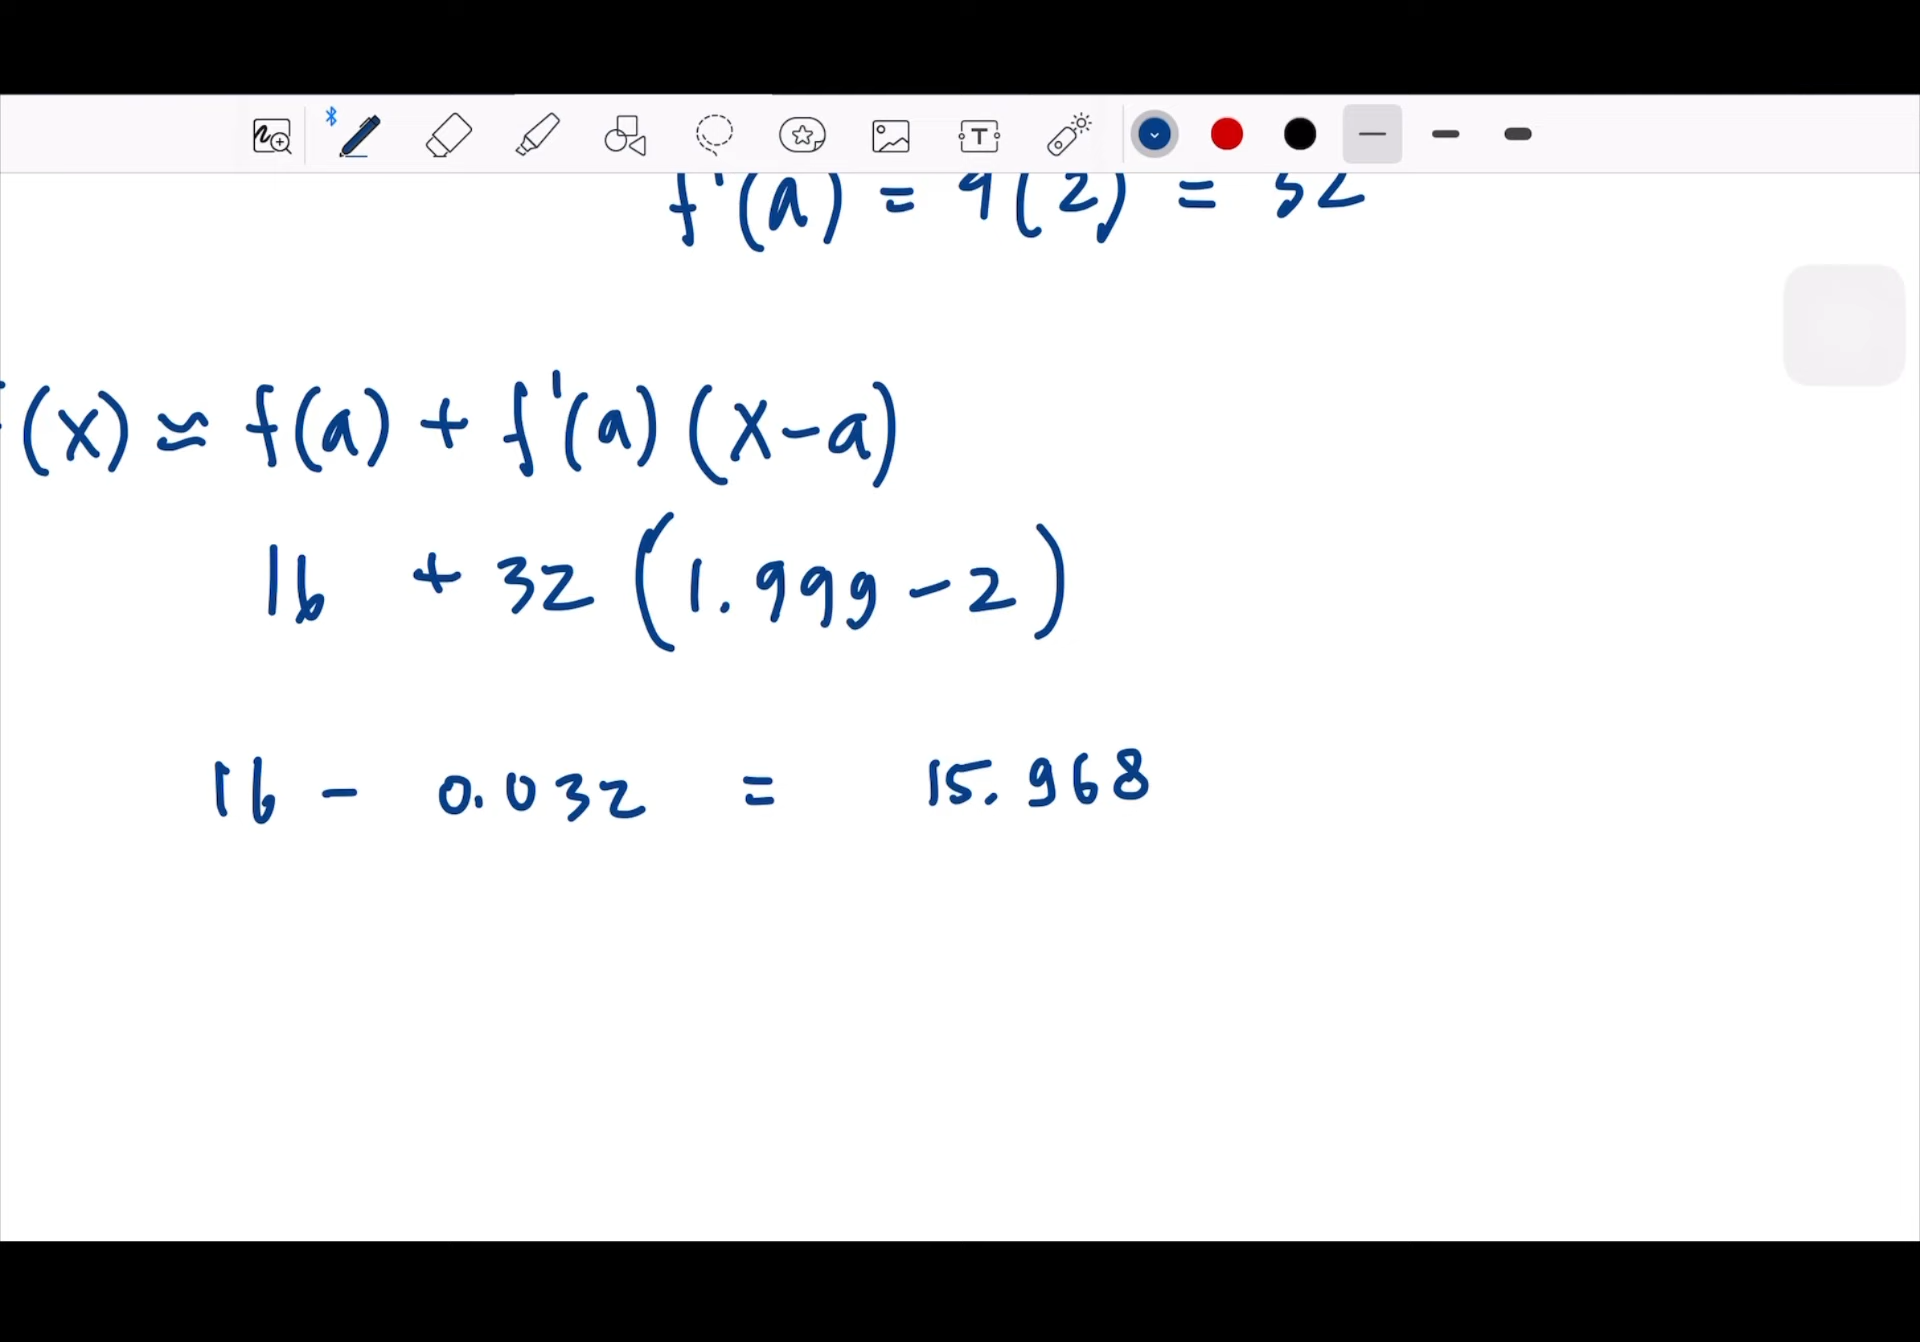 f'(a) = 4(2) = 32
(x) ≈ f(a) + f'(a) (x-a)
16 + 32 (1.999-2)
16 - 0.032 = 15.968